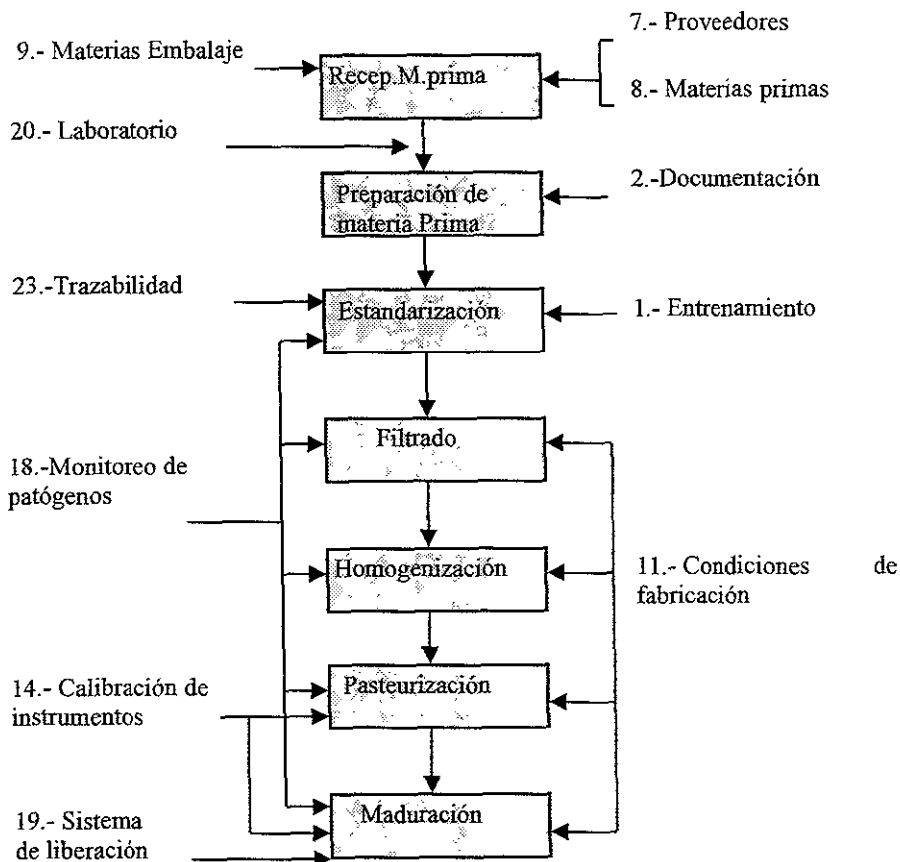 7.- Proveedores
9.- Materias Embalaje
Recep.M.prima
8.- Materías primas
20.- Laboratorio
Preparación de
materia Prima
2.-Documentación
23.-Trazabilidad
Estandarización
1.- Entrenamiento
Filtrado
18.-Monitoreo de
patógenos
Homogenización
11.- Condiciones de
fabricación
14.- Calibración de
instrumentos
Pasteurización
19.- Sistema
de liberación
Maduración